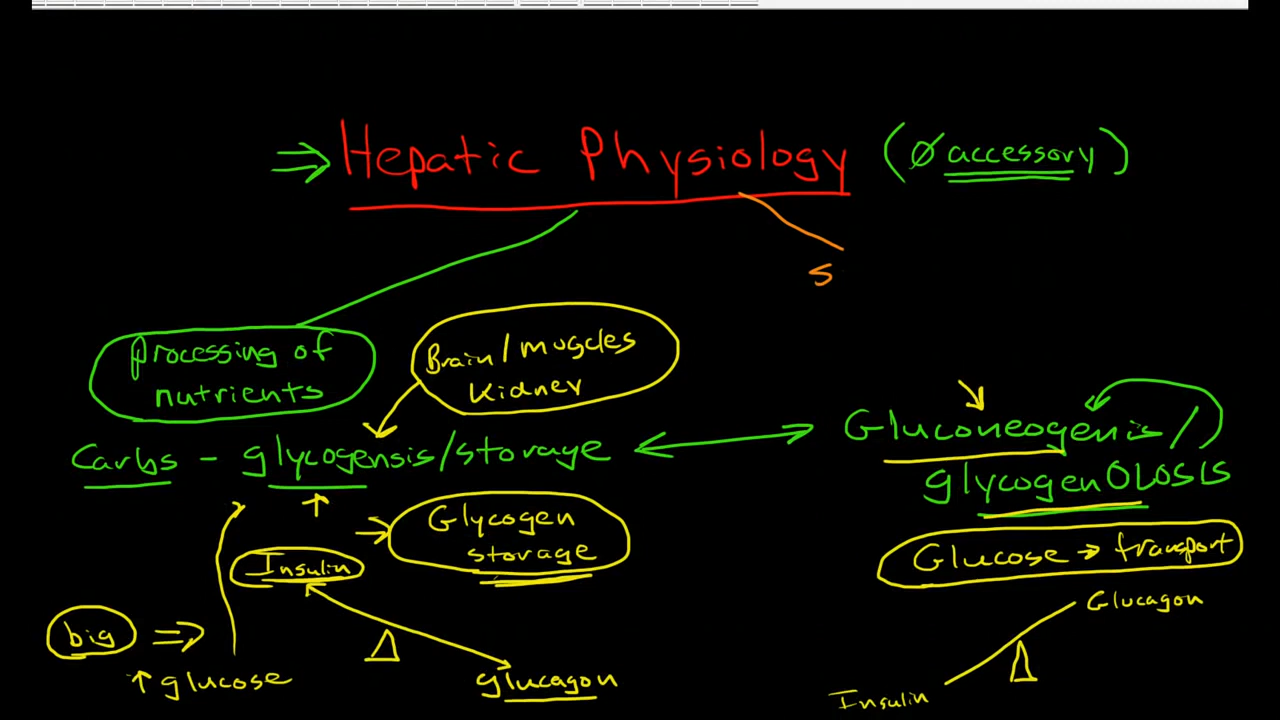 ⇒ Hepatic Physiology (∅ accessory)
S
processing of
nutrients
Brain/muscles
Kidney
Carbs - glycogensis/storage ↔ Gluconeogenis/
glycogenOLOSIS
↑
→ Glycogen
storage
Glucose → transport
Insulin
Glucagon
big ⇒
Δ
Δ
↑ glucose
glucagon
Insulin